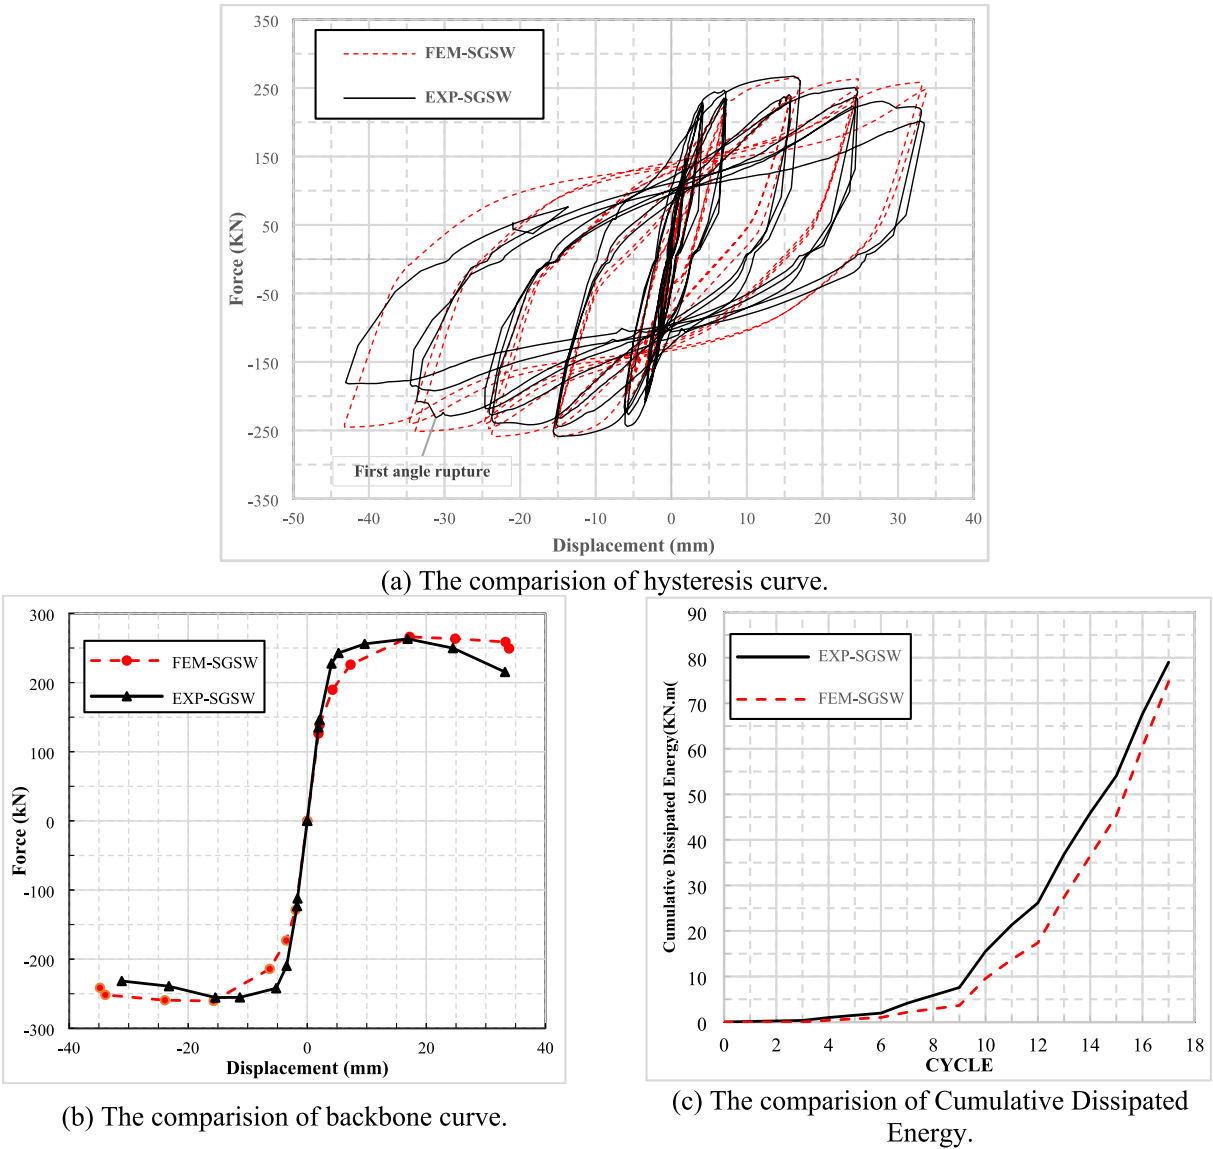 350
250
150
50
-50
-150
-250
-350
Force (KN)
FEM-SGSW
EXP-SGSW
First angle rupture
-50 -40 -30 -20 -10 0 10 20 30 40
Displacement (mm)
(a) The comparision of hysteresis curve.
300
200
100
0
-100
-200
-300
Force (kN)
FEM-SGSW
EXP-SGSW
-40 -20 0 20 40
Displacement (mm)
(b) The comparision of backbone curve.
90
80
70
60
50
40
30
20
10
0
Cumulative Dissipated Energy(KN.m(
EXP-SGSW
FEM-SGSW
0 2 4 6 8 10 12 14 16 18
CYCLE
(c) The comparision of Cumulative Dissipated
Energy.